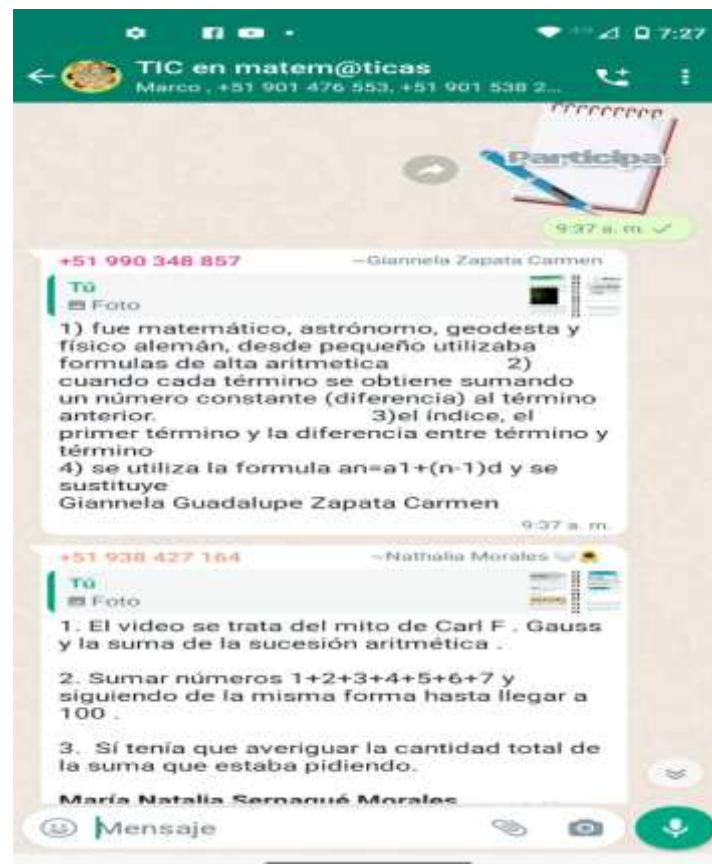 7:27
TIC en matem@ticas
Marco , +51 901 476 553, +51 901 538 2...
Participa
9:37 a. m.
+51 990 348 857 ~Giannela Zapata Carmen
Tú
Foto
1) fue matemático, astrónomo, geodesta y
físico alemán, desde pequeño utilizaba
formulas de alta aritmetica 2)
cuando cada término se obtiene sumando
un número constante (diferencia) al término
anterior. 3)el índice, el
primer término y la diferencia entre término y
término
4) se utiliza la formula an=a1+(n-1)d y se
sustituye
Giannela Guadalupe Zapata Carmen
9:37 a. m.
+51 938 427 164 ~Nathalia Morales
Tú
Foto
1. El video se trata del mito de Carl F . Gauss
y la suma de la sucesión aritmética .
2. Sumar números 1+2+3+4+5+6+7 y
siguiendo de la misma forma hasta llegar a
100 .
3. Sí tenía que averiguar la cantidad total de
la suma que estaba pidiendo.
María Natalia Sernaqué Morales
Mensaje